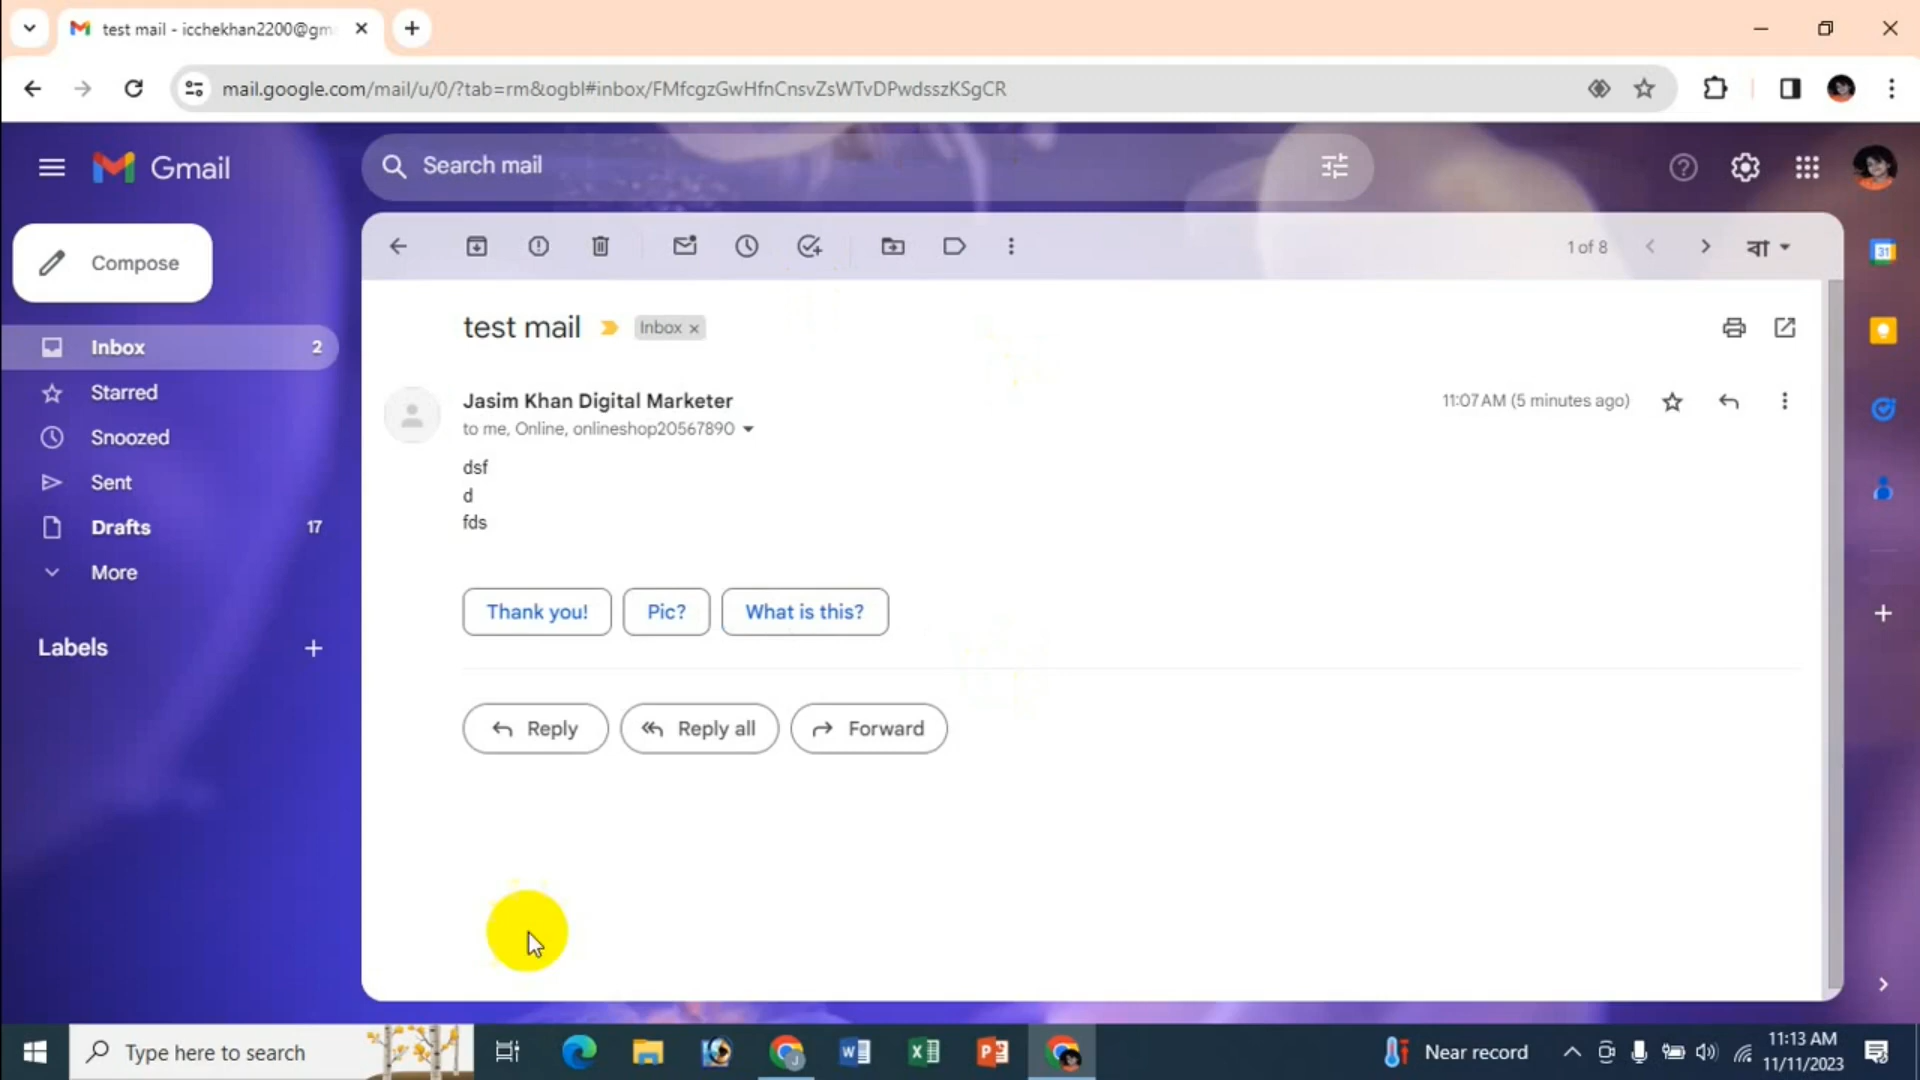 test mail - icchekhan2200@gm
mail.google.com/mail/u/0/?tab=rm&ogbl#inbox/FMfcgzGwHfnCnsvZsWTvDPwdsszKSgCR
Gmail
Search mail
Compose
1 of 8
বা
Inbox 2
Starred
Snoozed
Sent
Drafts 17
More
Labels
test mail Inbox x
Jasim Khan Digital Marketer
11:07 AM (5 minutes ago)
to me, Online, onlineshop20567890
dsf
d
fds
Thank you! Pic? What is this?
Reply Reply all Forward
31
Type here to search
Near record
11:13 AM
11/11/2023